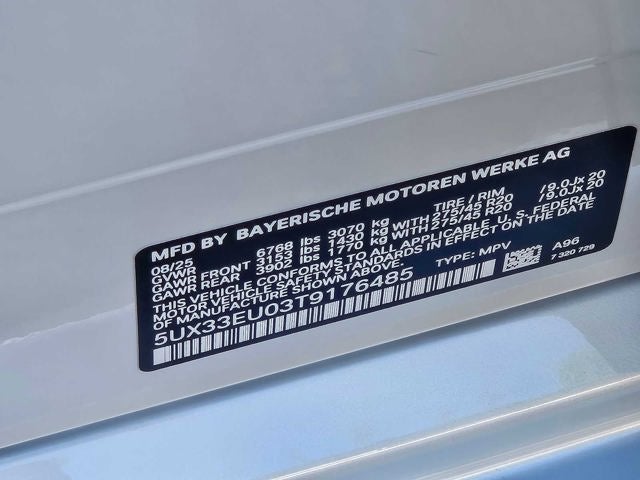 MFD BY BAYERISCHE MOTOREN WERKE AG
08/25 TIRE / RIM
GVWR 6768 lbs 3070 kg
GAWR FRONT 3153 lbs 1430 kg WITH 275/45 R20 /9.0Jx 20
GAWR REAR 3902 lbs 1770 kg WITH 275/45 R20 /9.0Jx 20
THIS VEHICLE CONFORMS TO ALL APPLICABLE U. S. FEDERAL
MOTOR VEHICLE SAFETY STANDARDS IN EFFECT ON THE DATE
OF MANUFACTURE SHOWN ABOVE.
5UX33EU03T9176485 TYPE: MPV A96
7 320 729